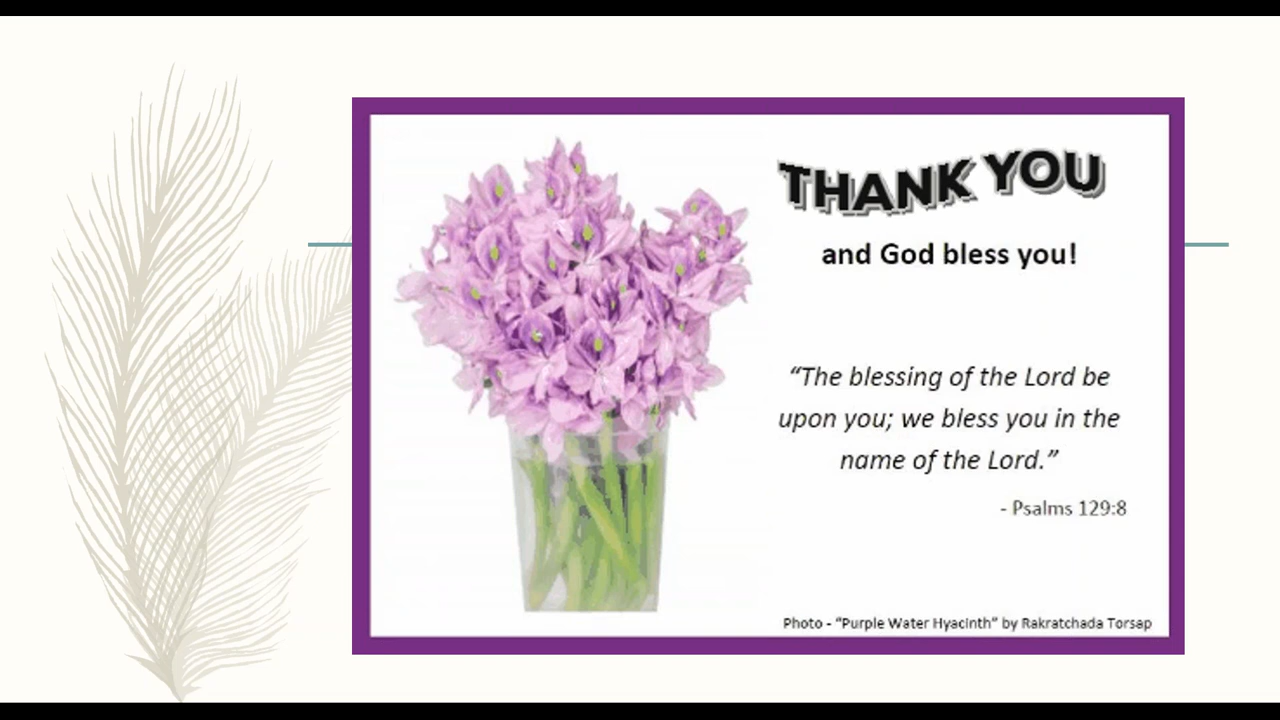 THANK YOU
and God bless you!
“The blessing of the Lord be
upon you; we bless you in the
name of the Lord.”
- Psalms 129:8
Photo - “Purple Water Hyacinth” by Rakratchada Torsap